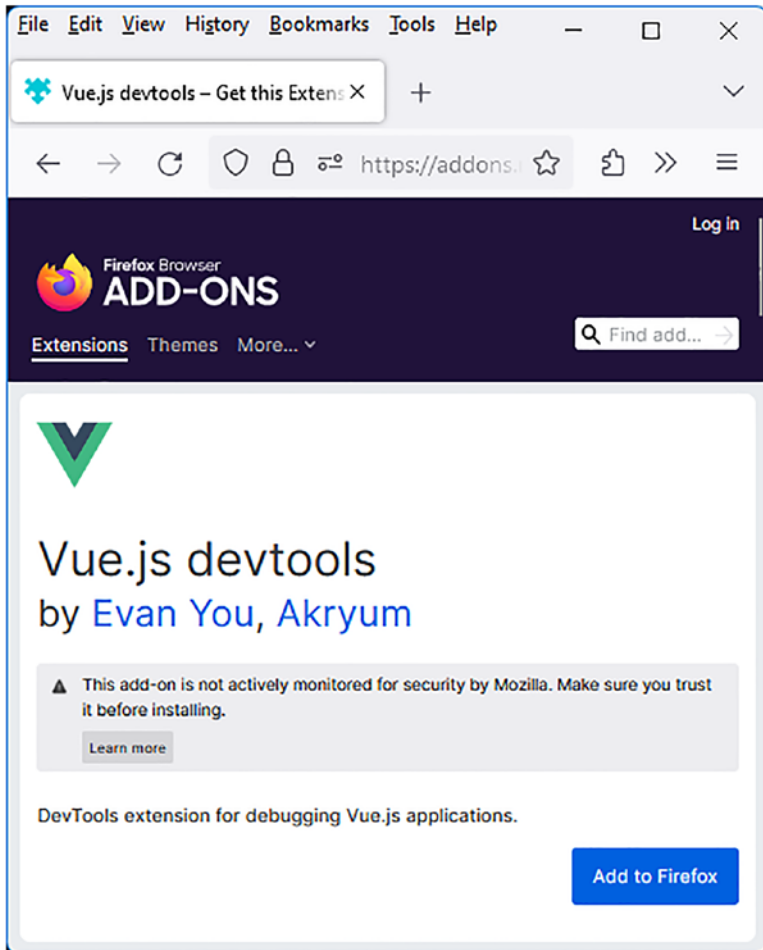 File Edit View History Bookmarks Tools Help
Vue.js devtools – Get this Extens
https://addons.
Log in
Firefox Browser
ADD-ONS
Extensions Themes More...
Find add...
Vue.js devtools
by Evan You, Akryum
This add-on is not actively monitored for security by Mozilla. Make sure you trust
it before installing.
Learn more
DevTools extension for debugging Vue.js applications.
Add to Firefox